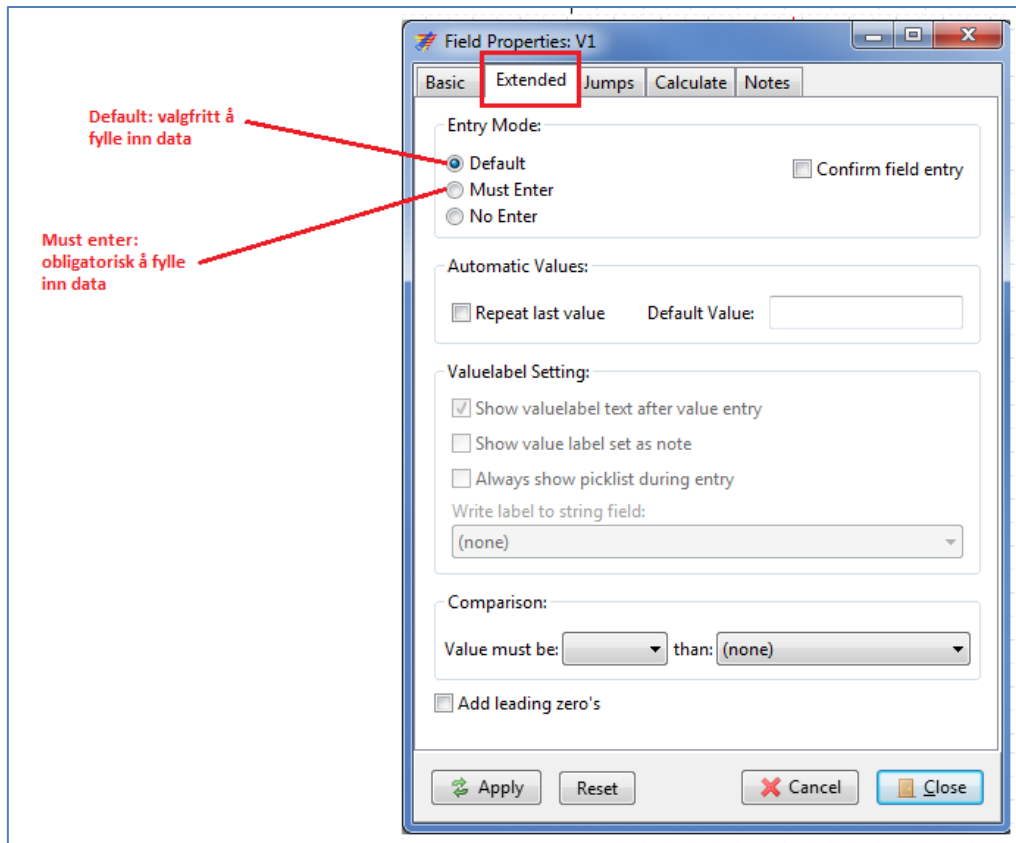 Field Properties: V1
Basic Extended Jumps Calculate Notes
Default: valgfritt å
fylle inn data
Entry Mode:
Default
Confirm field entry
Must Enter
No Enter
Must enter:
obligatorisk å fylle
inn data
Automatic Values:
Repeat last value Default Value:
Valuelabel Setting:
Show valuelabel text after value entry
Show value label set as note
Always show picklist during entry
Write label to string field:
(none)
Comparison:
Value must be: than: (none)
Add leading zero's
Apply Reset Cancel Close